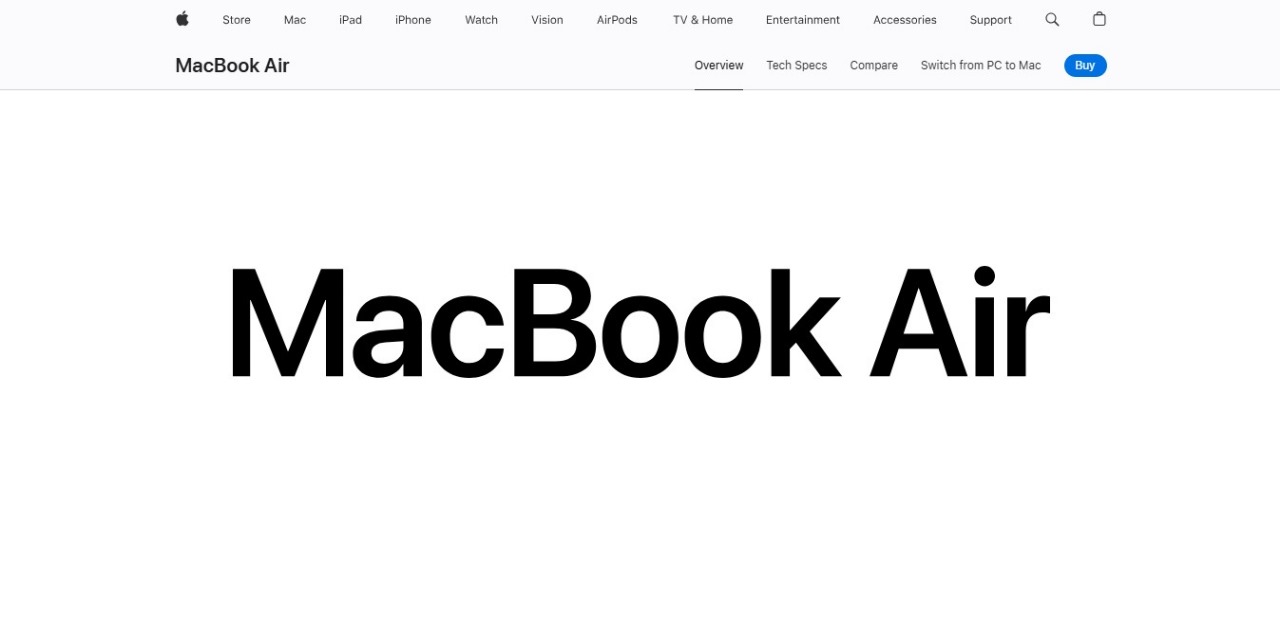 Store Mac iPad iPhone Watch Vision AirPods TV & Home Entertainment Accessories Support
MacBook Air Overview Tech Specs Compare Switch from PC to Mac Buy
MacBook Air